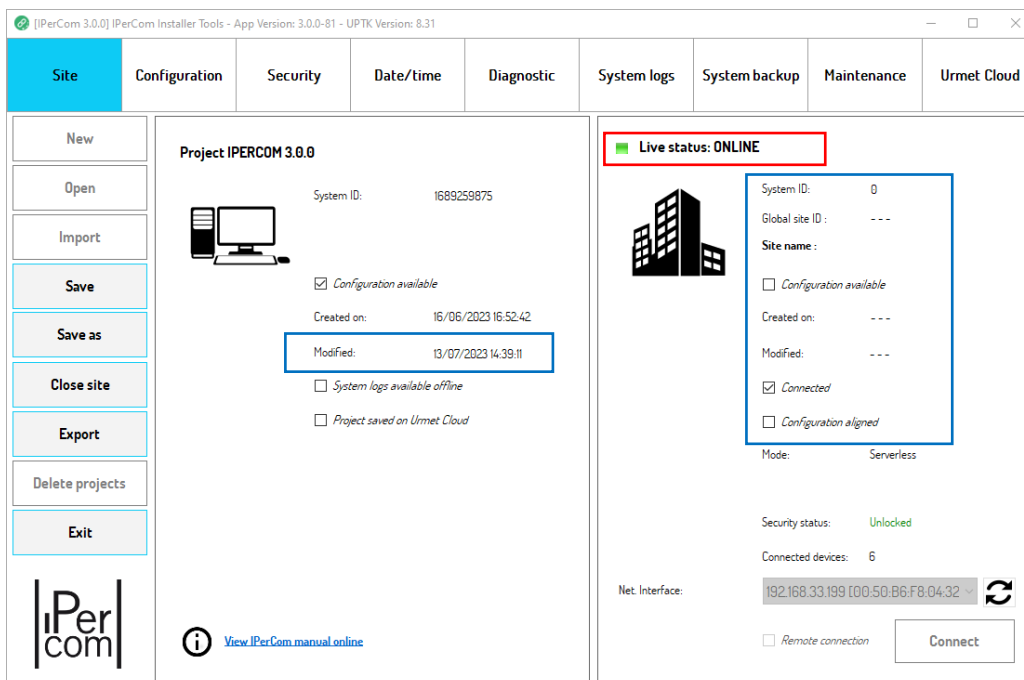 [IPerCom 3.0.0] IPerCom Installer Tools - App Version: 3.0.0-81 - UPTK Version: 8.31
Site Configuration Security Date/time Diagnostic System logs System backup Maintenance Urmet Cloud
New
Open
Import
Save
Save as
Close site
Export
Delete projects
Exit
IPer
com
Project IPERCOM 3.0.0
System ID: 1689259875
Configuration available
Created on: 16/06/2023 16:52:42
Modified: 13/07/2023 14:39:11
System logs available offline
Project saved on Urmet Cloud
View IPerCom manual online
Live status: ONLINE
System ID: 0
Global site ID : ---
Site name :
Configuration available
Created on: ---
Modified: ---
Connected
Configuration aligned
Mode: Serverless
Security status: Unlocked
Connected devices: 6
Net. Interface: 192.168.33.199 [00:50:B6:F8:04:32
Remote connection
Connect